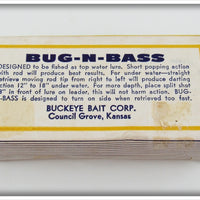 BUG-N-BASS
DESIGNED to be fished as top water lure. Short popping action
with rod will produce best results. For under water—straight
retrieve moving rod tip from right to left will impart darting
action 12" to 18" under water. For more depth, place split shot
8" in front of lure on leader, this will not harm action. BUG-
N-BASS is designed to turn on side when retrieved too fast.
BUCKEYE BAIT CORP.
Council Grove, Kansas